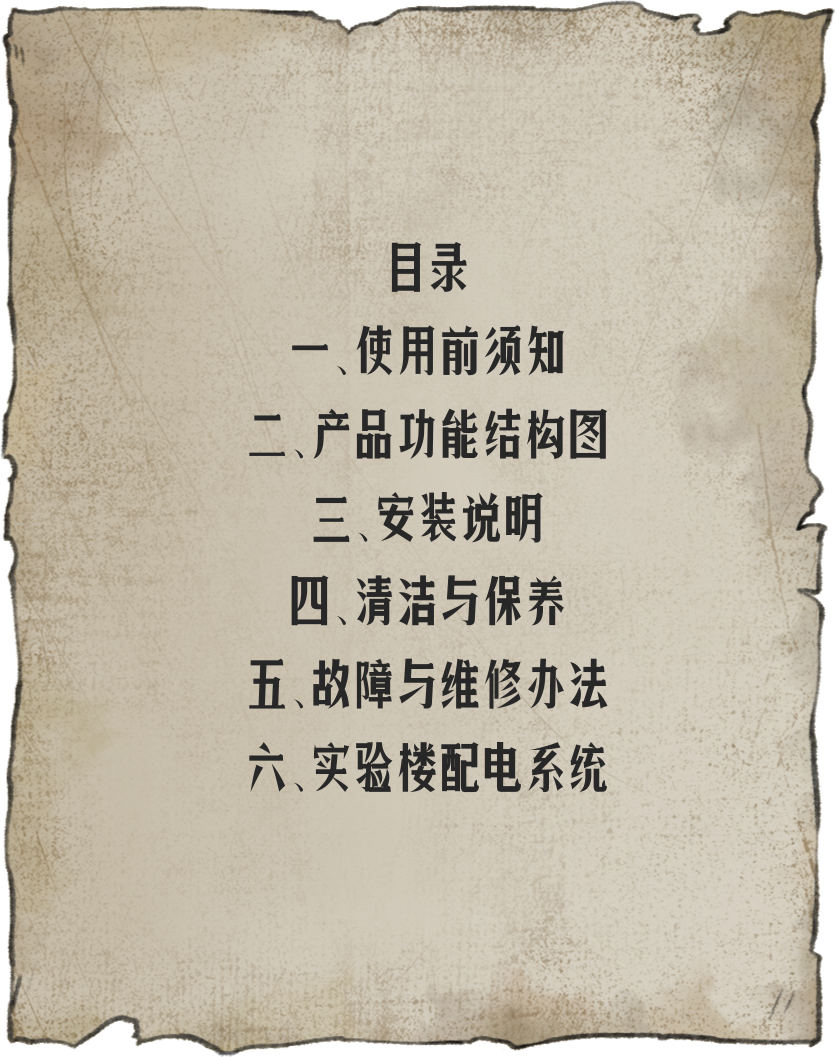 目录
一、使用前须知
二、产品功能结构图
三、安装说明
四、清洁与保养
五、故障与维修办法
六、实验楼配电系统